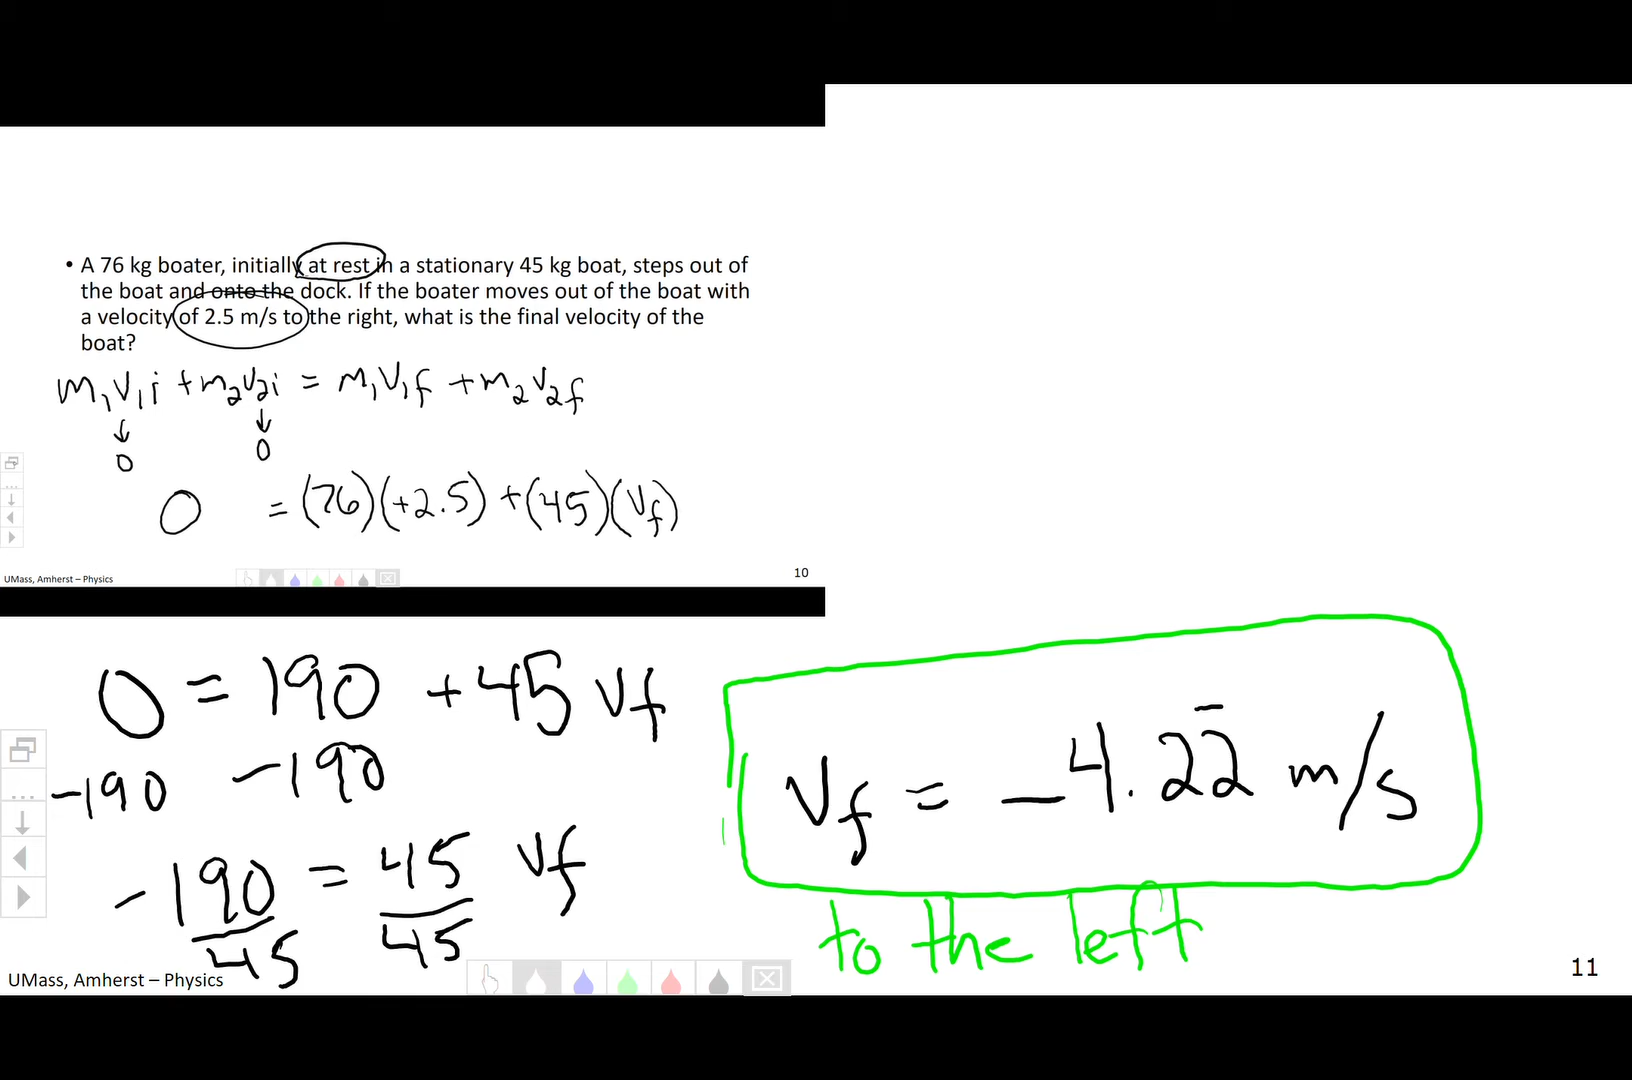 • A 76 kg boater, initially at rest in a stationary 45 kg boat, steps out of
the boat and onto the dock. If the boater moves out of the boat with
a velocity of 2.5 m/s to the right, what is the final velocity of the
boat?
m₁v₁i + m₂v₂i = m₁v₁f + m₂v₂f
↓ ↓
0 0
0 = (76)(+2.5) + (45)(vf)
UMass, Amherst – Physics
10
0 = 190 + 45 vf
-190 -190
-190 = 45 vf
45 45
vf = -4.22̅ m/s
to the left
UMass, Amherst – Physics
11